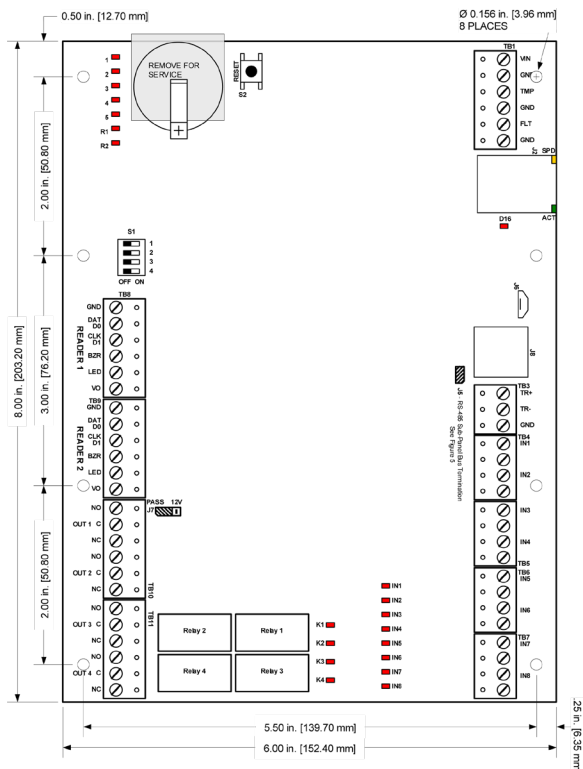 0.50 in. [12.70 mm]
Ø 0.156 in. [3.96 mm]
8 PLACES
1
2
3
4
5
R1
R2
REMOVE FOR
SERVICE
RESET
S2
TB1
VIN
GND
TMP
GND
FLT
GND
J2
SPD
ACT
D16
2.00 in. [50.80 mm]
S1
1
2
3
4
OFF ON
8.00 in. [203.20 mm]
3.00 in. [76.20 mm]
2.00 in. [50.80 mm]
TB8
READER 1
GND
DAT
D0
CLK
D1
BZR
LED
VO
TB9
READER 2
GND
DAT
D0
CLK
D1
BZR
LED
VO
J5
J8
J6 - RS-485 Sub-Panel Bus Termination
See Figure 5
TB3
TR+
TR-
GND
TB4
IN1
IN2
IN3
IN4
TB5
TB6
IN5
IN6
TB7
IN7
IN8
PASS 12V
J7
NO
OUT 1 C
NC
NO
OUT 2 C
NC
TB10
TB11
NO
OUT 3 C
NC
NO
OUT 4 C
NC
Relay 2
Relay 1
Relay 4
Relay 3
K1
K2
K3
K4
IN1
IN2
IN3
IN4
IN5
IN6
IN7
IN8
5.50 in. [139.70 mm]
6.00 in. [152.40 mm]
.25 in. [6.35 mm